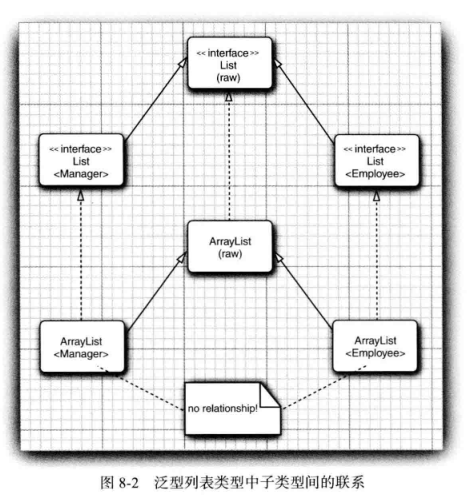 << interface >>
List
(raw)
<< interface >>
List
<Manager>
<< interface >>
List
<Employee>
ArrayList
(raw)
ArrayList
<Manager>
ArrayList
<Employee>
no relationship!
图 8-2 泛型列表类型中子类型间的联系